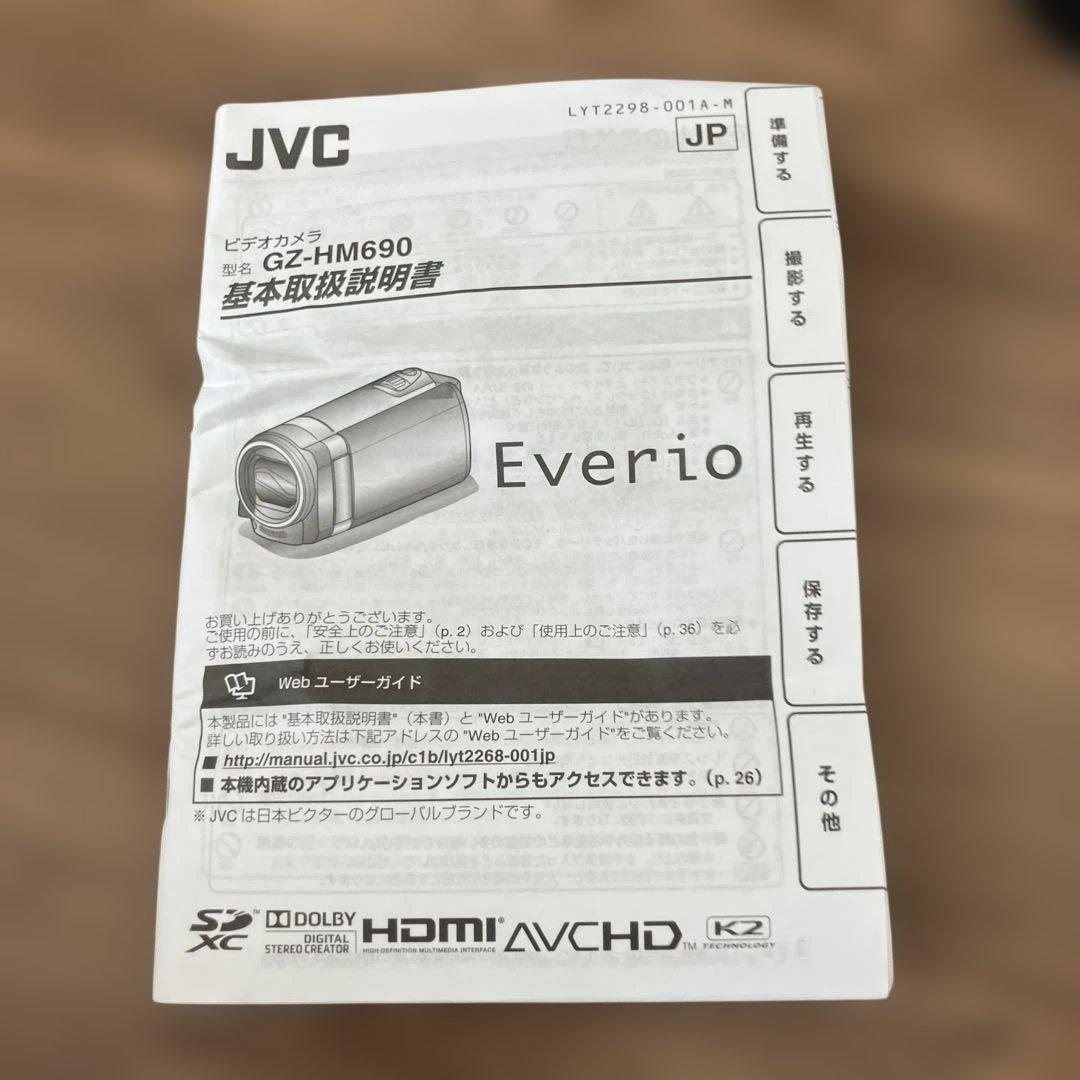 LYT2298-001A-M
JVC
JP
ビデオカメラ
型名 GZ-HM690
基本取扱説明書
Everio
お買い上げありがとうございます。
ご使用の前に、「安全上のご注意」(p. 2) および「使用上のご注意」(p. 36) を必
ずお読みのうえ、正しくお使いください。
Web ユーザーガイド
本製品には "基本取扱説明書"(本書)と "Web ユーザーガイド"があります。
詳しい取り扱い方法は下記アドレスの "Web ユーザーガイド"をご覧ください。
■ http://manual.jvc.co.jp/c1b/lyt2268-001jp
■ 本機内蔵のアプリケーションソフトからもアクセスできます。(p. 26)
※ JVC は日本ビクターのグローバルブランドです。
準備する
撮影する
再生する
保存する
その他
SD XC™
DOLBY
DIGITAL
STEREO CREATOR
HDMI®
HIGH-DEFINITION MULTIMEDIA INTERFACE
AVCHD™
K2
TECHNOLOGY